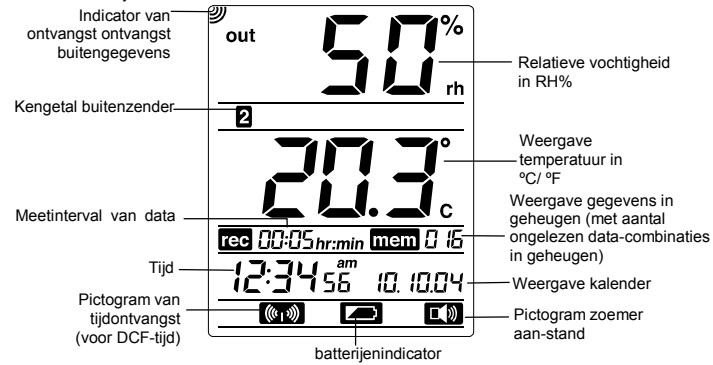 Indicator van
ontvangst ontvangst
buitengegevens
out
50%
rh
Relatieve vochtigheid
in RH%
Kengetal buitenzender
2
20.3°
C
Weergave
temperatuur in
ºC/ ºF
Meetinterval van data
rec 00:05 hr:min mem 0 16
Weergave gegevens in
geheugen (met aantal
ongelezen data-combinaties
in geheugen)
Tijd
12:34 56 am 10. 10.04
Weergave kalender
Pictogram van
tijdontvangst
(voor DCF-tijd)
batterijenindicator
Pictogram zoemer
aan-stand